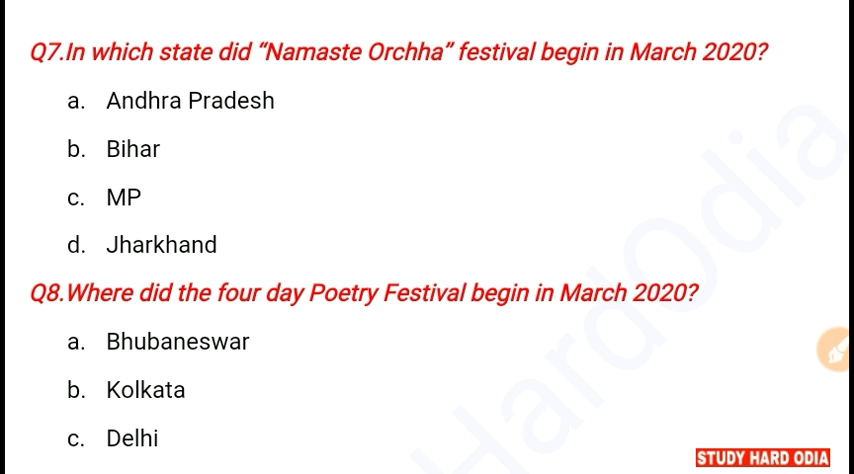 Q7.In which state did “Namaste Orchha” festival begin in March 2020?
a. Andhra Pradesh
b. Bihar
c. MP
d. Jharkhand
Q8.Where did the four day Poetry Festival begin in March 2020?
a. Bhubaneswar
b. Kolkata
c. Delhi
HardOdia
STUDY HARD ODIA